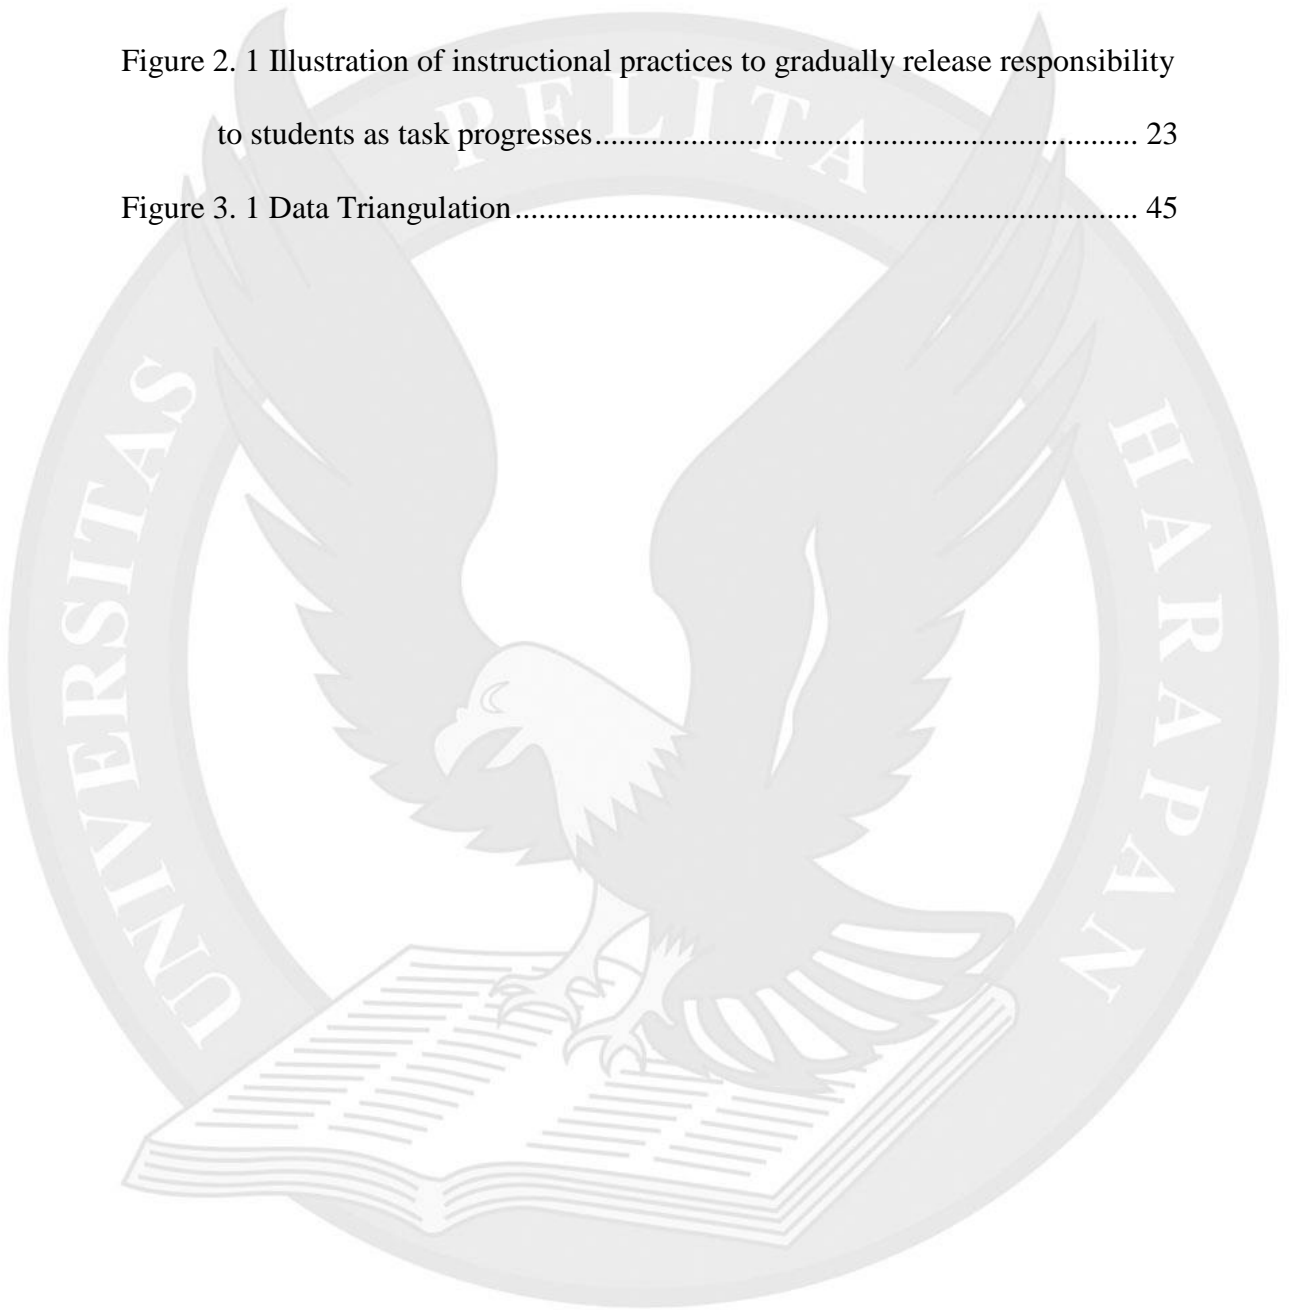 Figure 2. 1 Illustration of instructional practices to gradually release responsibility
to students as task progresses.................................................................... 23
Figure 3. 1 Data Triangulation.............................................................................. 45
UNIVERSITAS PELITA HARAPAN